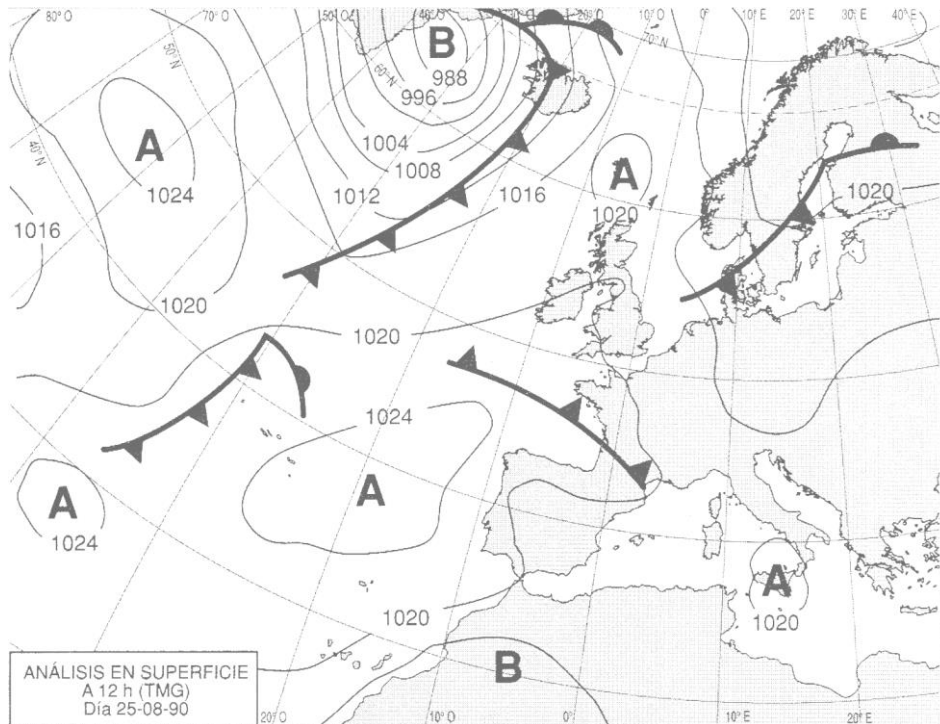 80° O 70° O 50° O 40° O 30° O 20° O 10° O 0° 10° E 20° E 30° E 40° E
50° N
60° N
70° N
40° N
B
988
996
A
1004
1024
1008
A
1016
1012
1016
1020
1020
1020
1020
1024
A
A
1024
A
1020
1020
B
ANÁLISIS EN SUPERFICIE
A 12 h (TMG)
Día 25-08-90
20° O 10° O 0° 10° E 20° E